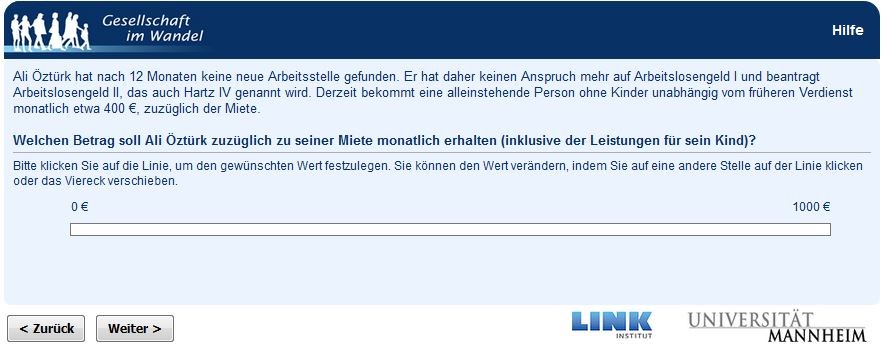 Gesellschaft
im Wandel
Hilfe
Ali Öztürk hat nach 12 Monaten keine neue Arbeitsstelle gefunden. Er hat daher keinen Anspruch mehr auf Arbeitslosengeld I und beantragt
Arbeitslosengeld II, das auch Hartz IV genannt wird. Derzeit bekommt eine alleinstehende Person ohne Kinder unabhängig vom früheren Verdienst
monatlich etwa 400 €, zuzüglich der Miete.
Welchen Betrag soll Ali Öztürk zuzüglich zu seiner Miete monatlich erhalten (inklusive der Leistungen für sein Kind)?
Bitte klicken Sie auf die Linie, um den gewünschten Wert festzulegen. Sie können den Wert verändern, indem Sie auf eine andere Stelle auf der Linie klicken
oder das Viereck verschieben.
0 € 1000 €
< Zurück Weiter >
LINK
INSTITUT
UNIVERSITÄT
MANNHEIM